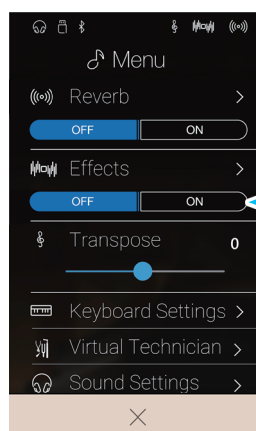 Menu
Reverb >
OFF ON
Effects >
OFF ON
Transpose 0
Keyboard Settings >
Virtual Technician >
Sound Settings >